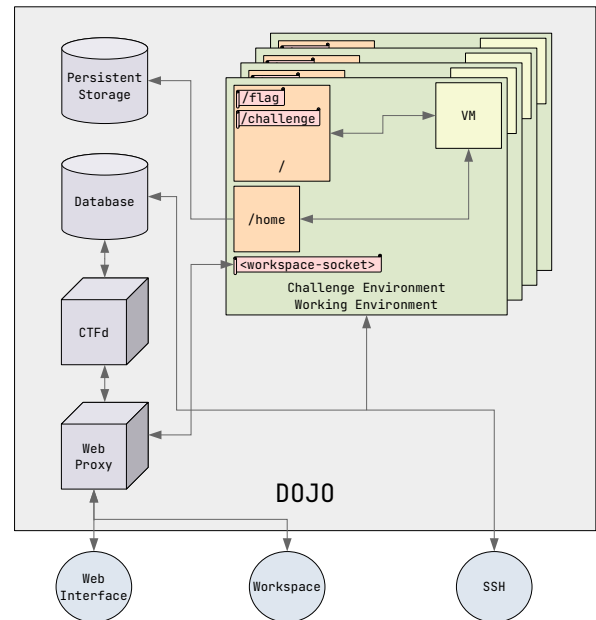 Persistent
Storage
/flag
/challenge
/
VM
Database
/home
<workspace-socket>
Challenge Environment
Working Environment
CTFd
Web
Proxy
DOJO
Web
Interface
Workspace
SSH